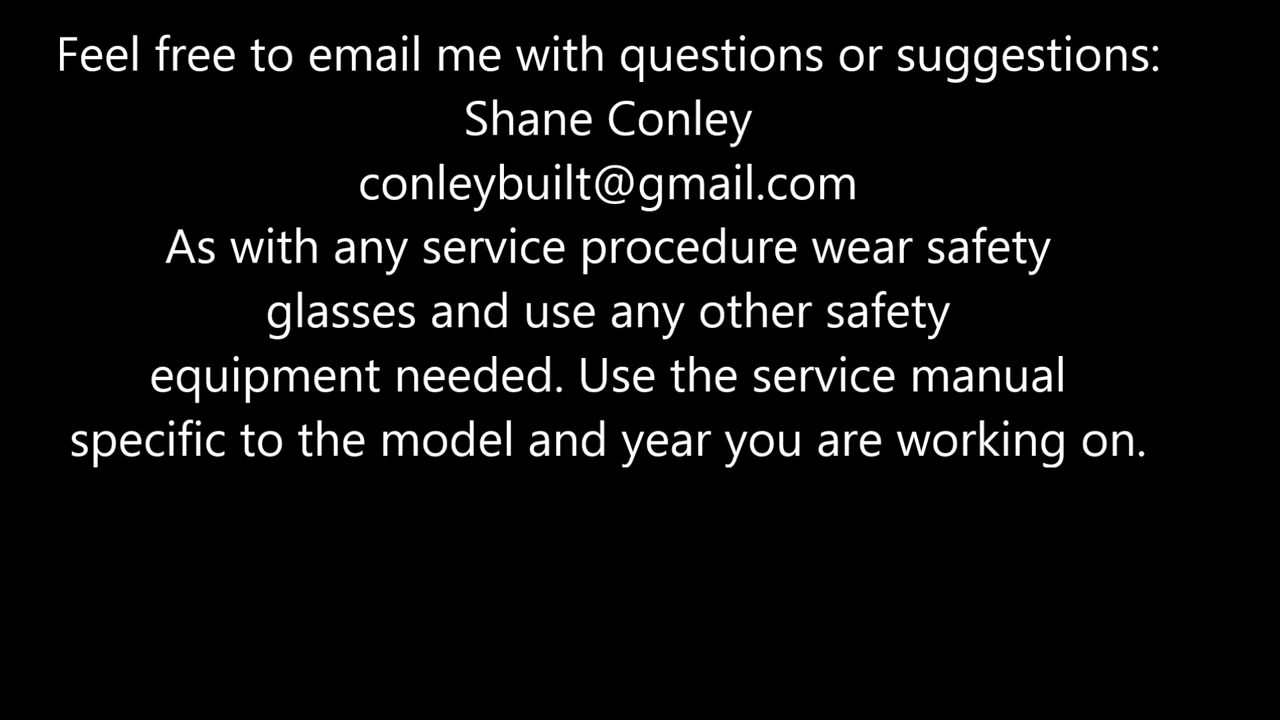 Feel free to email me with questions or suggestions:
Shane Conley
conleybuilt@gmail.com
As with any service procedure wear safety
glasses and use any other safety
equipment needed. Use the service manual
specific to the model and year you are working on.